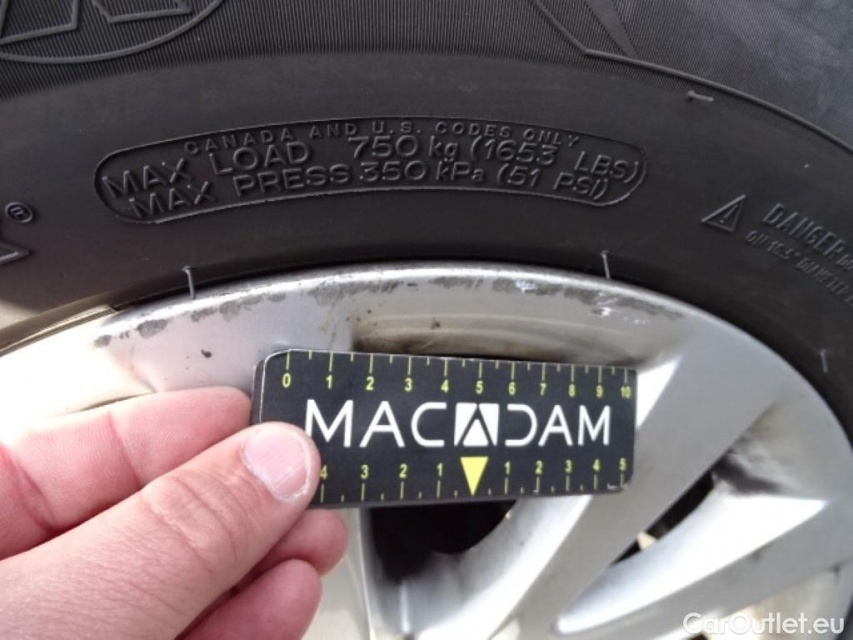 CANADA AND U.S. CODES ONLY
MAX LOAD 750 kg (1653 LBS)
MAX PRESS 350 kPa (51 PSI)
®
DANGER
0 1 2 3 4 5 6 7 8 9 10
MACADAM
4 3 2 1 1 2 3 4 5
CarOutlet.eu